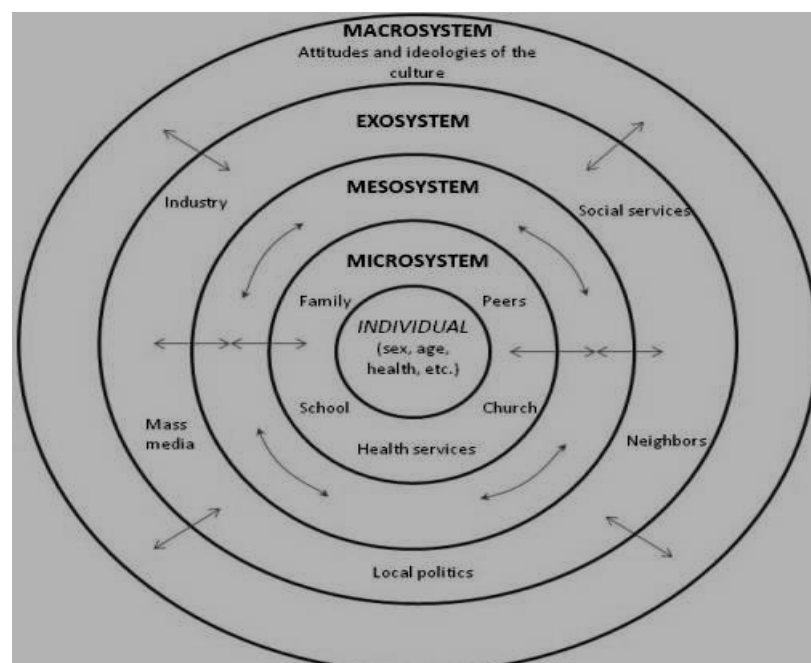 MACROSYSTEM
Attitudes and ideologies of the
culture
EXOSYSTEM
MESOSYSTEM
Industry
Social services
MICROSYSTEM
Family
Peers
INDIVIDUAL
(sex, age,
health, etc.)
School
Church
Mass
media
Health services
Neighbors
Local politics